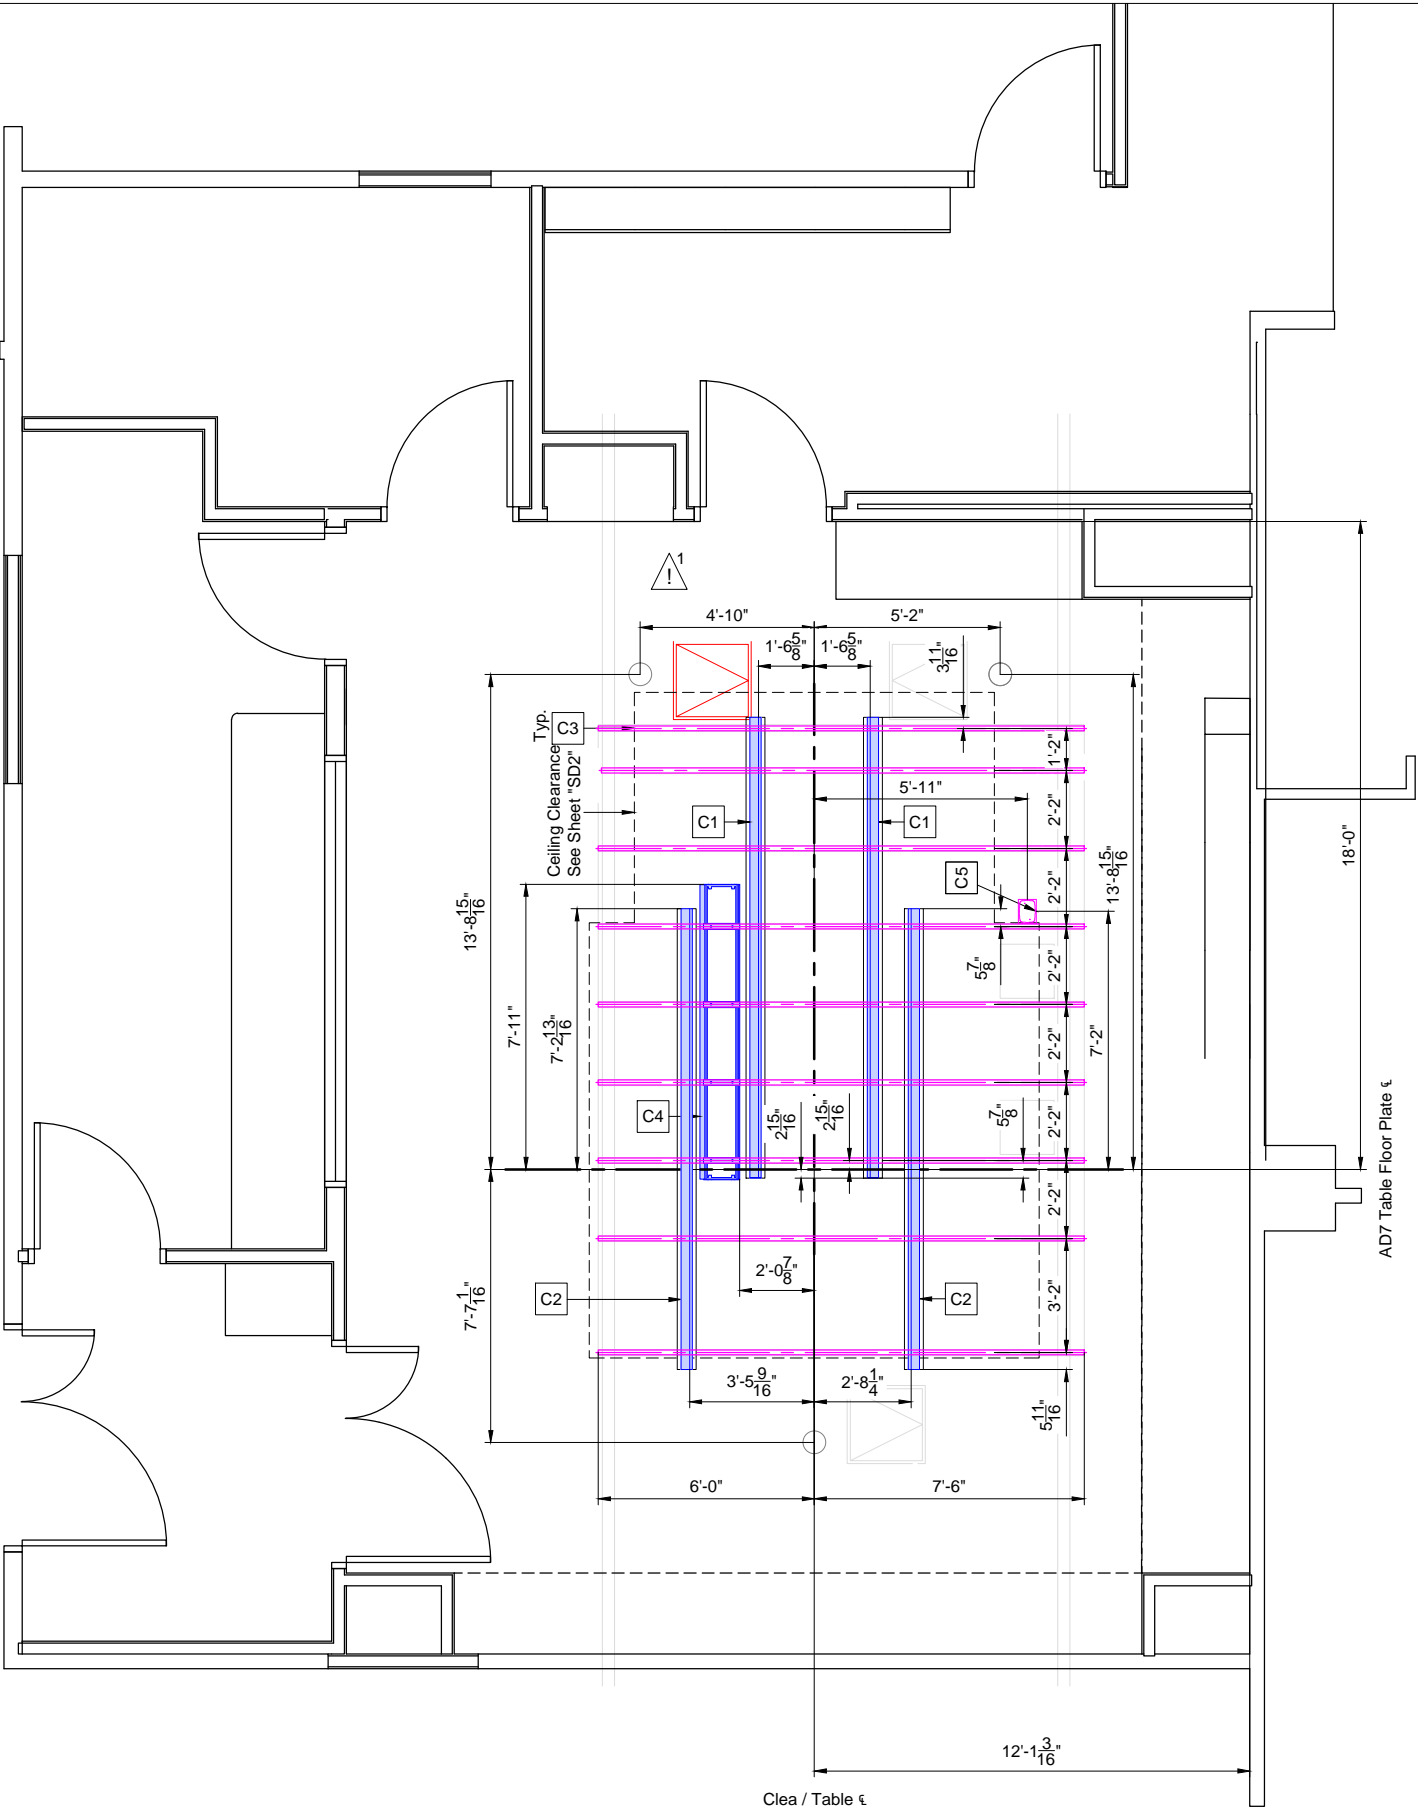 1
!
4'-10"
5'-2"
1'-6 5/8"
1'-6 5/8"
3 11/16"
Typ.
C3
Ceiling Clearance
See Sheet "SD2"
1'-2"
5'-11"
2'-2"
C1
C1
18'-0"
C5
2'-2"
13'-8 15/16"
13'-8 15/16"
5 7/8"
2'-2"
7'-11"
7'-2 13/16"
2'-2"
7'-2"
C4
2 15/16"
2 15/16"
5 7/8"
2'-2"
AD7 Table Floor Plate ℄
2'-2"
2'-0 7/8"
7'-7 1/16"
C2
C2
3'-2"
3'-5 9/16"
2'-8 1/4"
5 11/16"
6'-0"
7'-6"
12'-1 3/16"
Clea / Table ℄